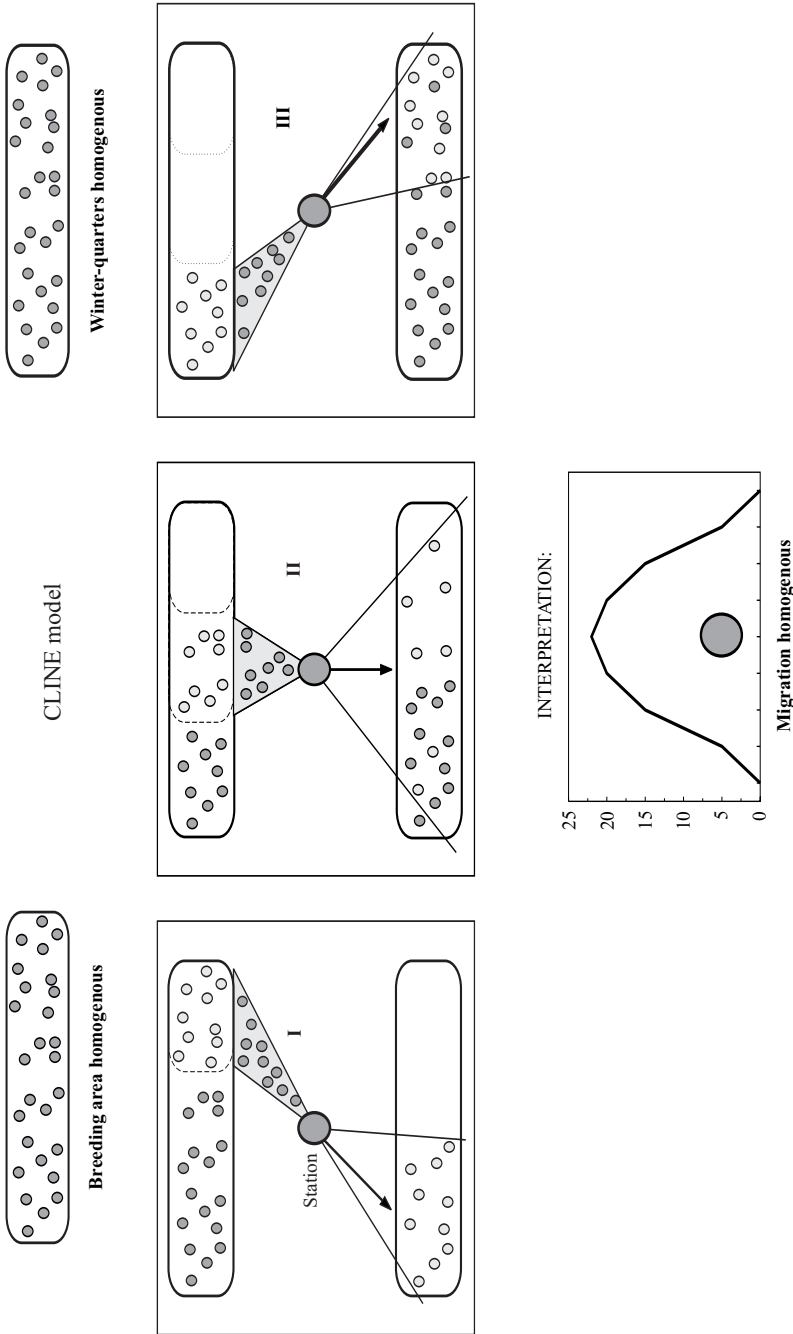 CLINE model
Breeding area homogenous
Winter-quarters homogenous
I
Station
II
III
INTERPRETATION:
25
20
15
10
5
0
Migration homogenous